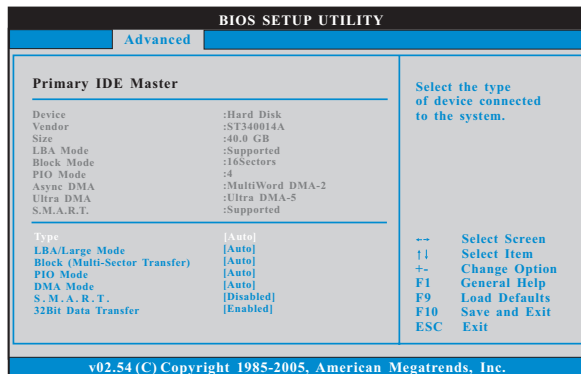 BIOS SETUP UTILITY
Advanced
Primary IDE Master
Device :Hard Disk
Vendor :ST340014A
Size :40.0 GB
LBA Mode :Supported
Block Mode :16Sectors
PIO Mode :4
Async DMA :MultiWord DMA-2
Ultra DMA :Ultra DMA-5
S.M.A.R.T. :Supported
Type [Auto]
LBA/Large Mode [Auto]
Block (Multi-Sector Transfer) [Auto]
PIO Mode [Auto]
DMA Mode [Auto]
S.M.A.R.T. [Disabled]
32Bit Data Transfer [Enabled]
Select the type
of device connected
to the system.
←→ Select Screen
↑↓ Select Item
+- Change Option
F1 General Help
F9 Load Defaults
F10 Save and Exit
ESC Exit
v02.54 (C) Copyright 1985-2005, American Megatrends, Inc.